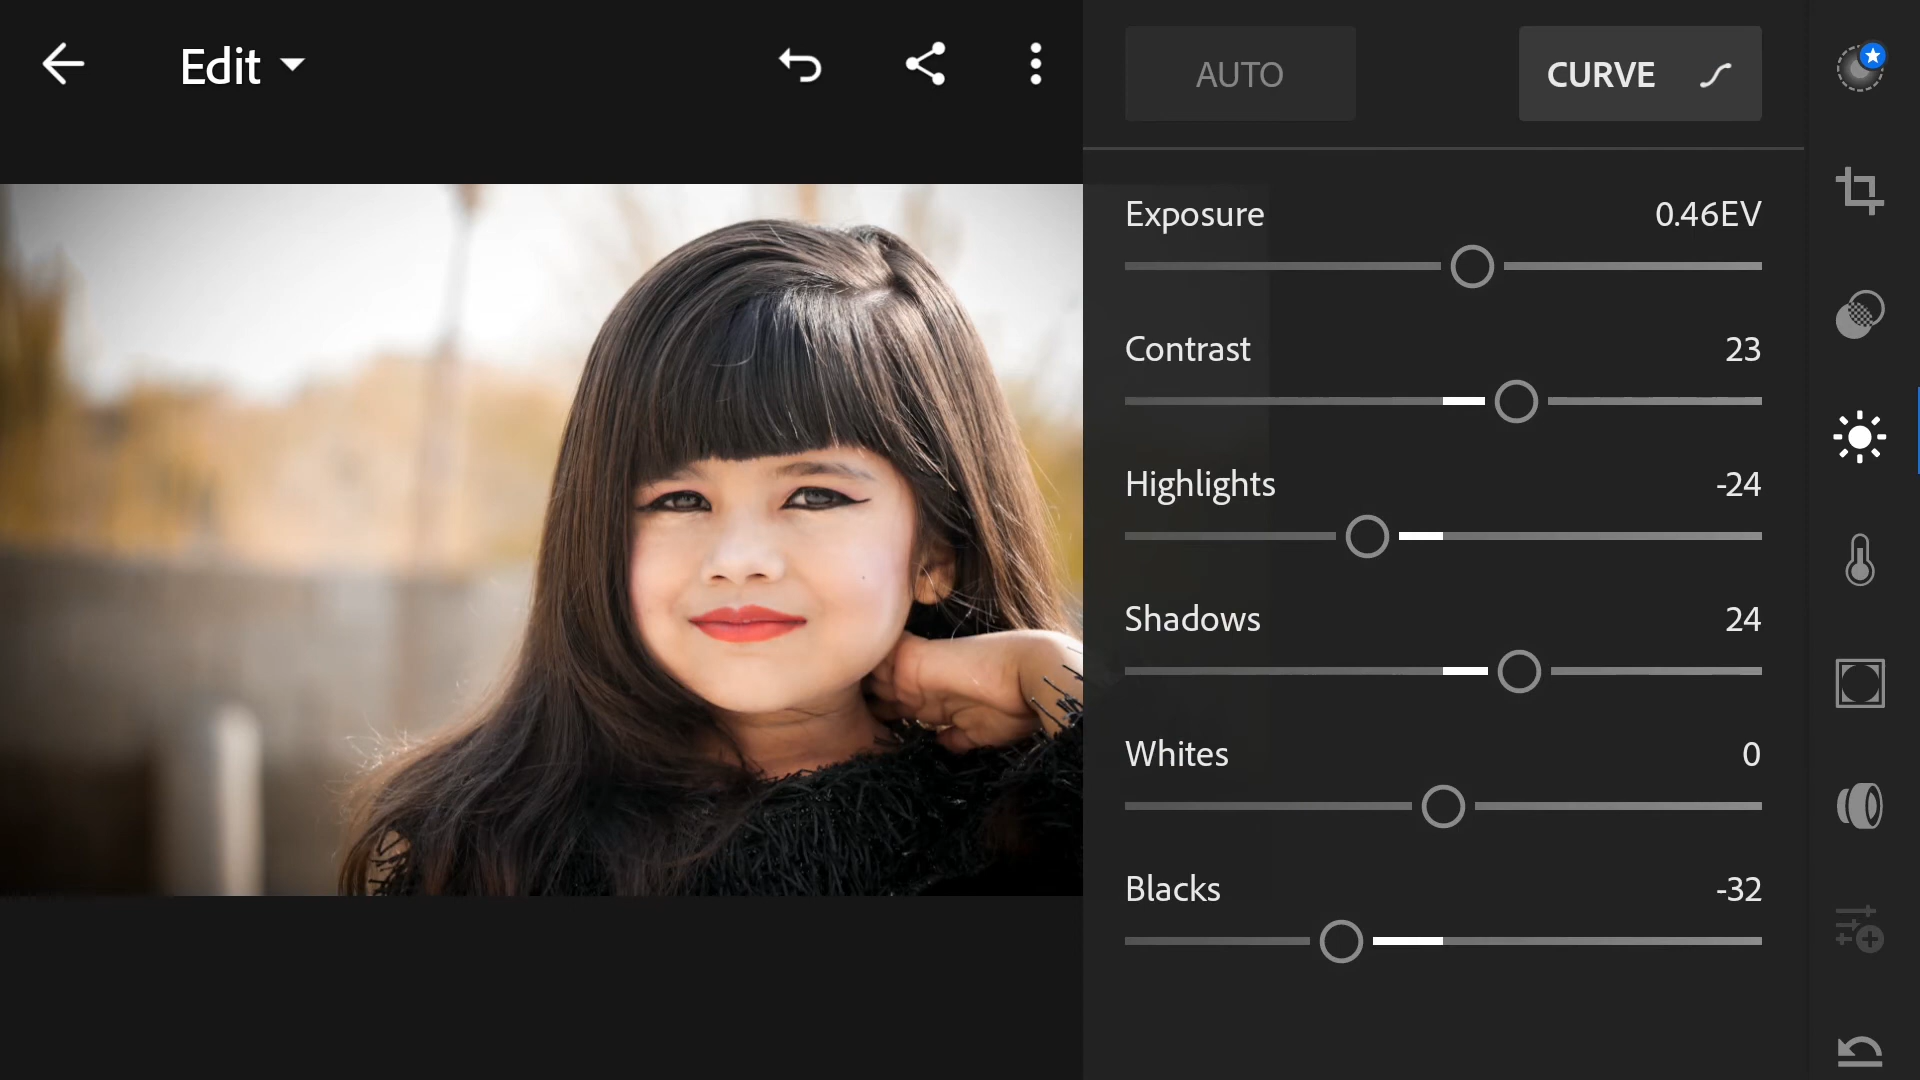 Edit
AUTO
CURVE
Exposure 0.46EV
Contrast 23
Highlights -24
Shadows 24
Whites 0
Blacks -32